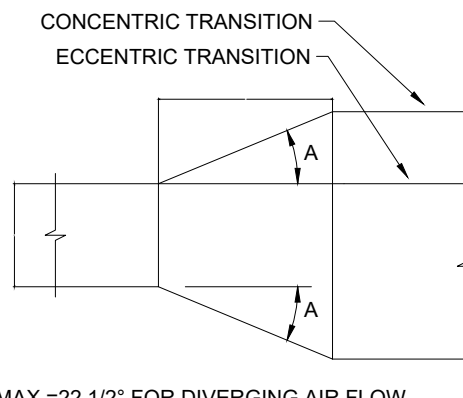 CONCENTRIC TRANSITION
ECCENTRIC TRANSITION
A
A
MAX =22 1/2° FOR DIVERGING AIR FLOW